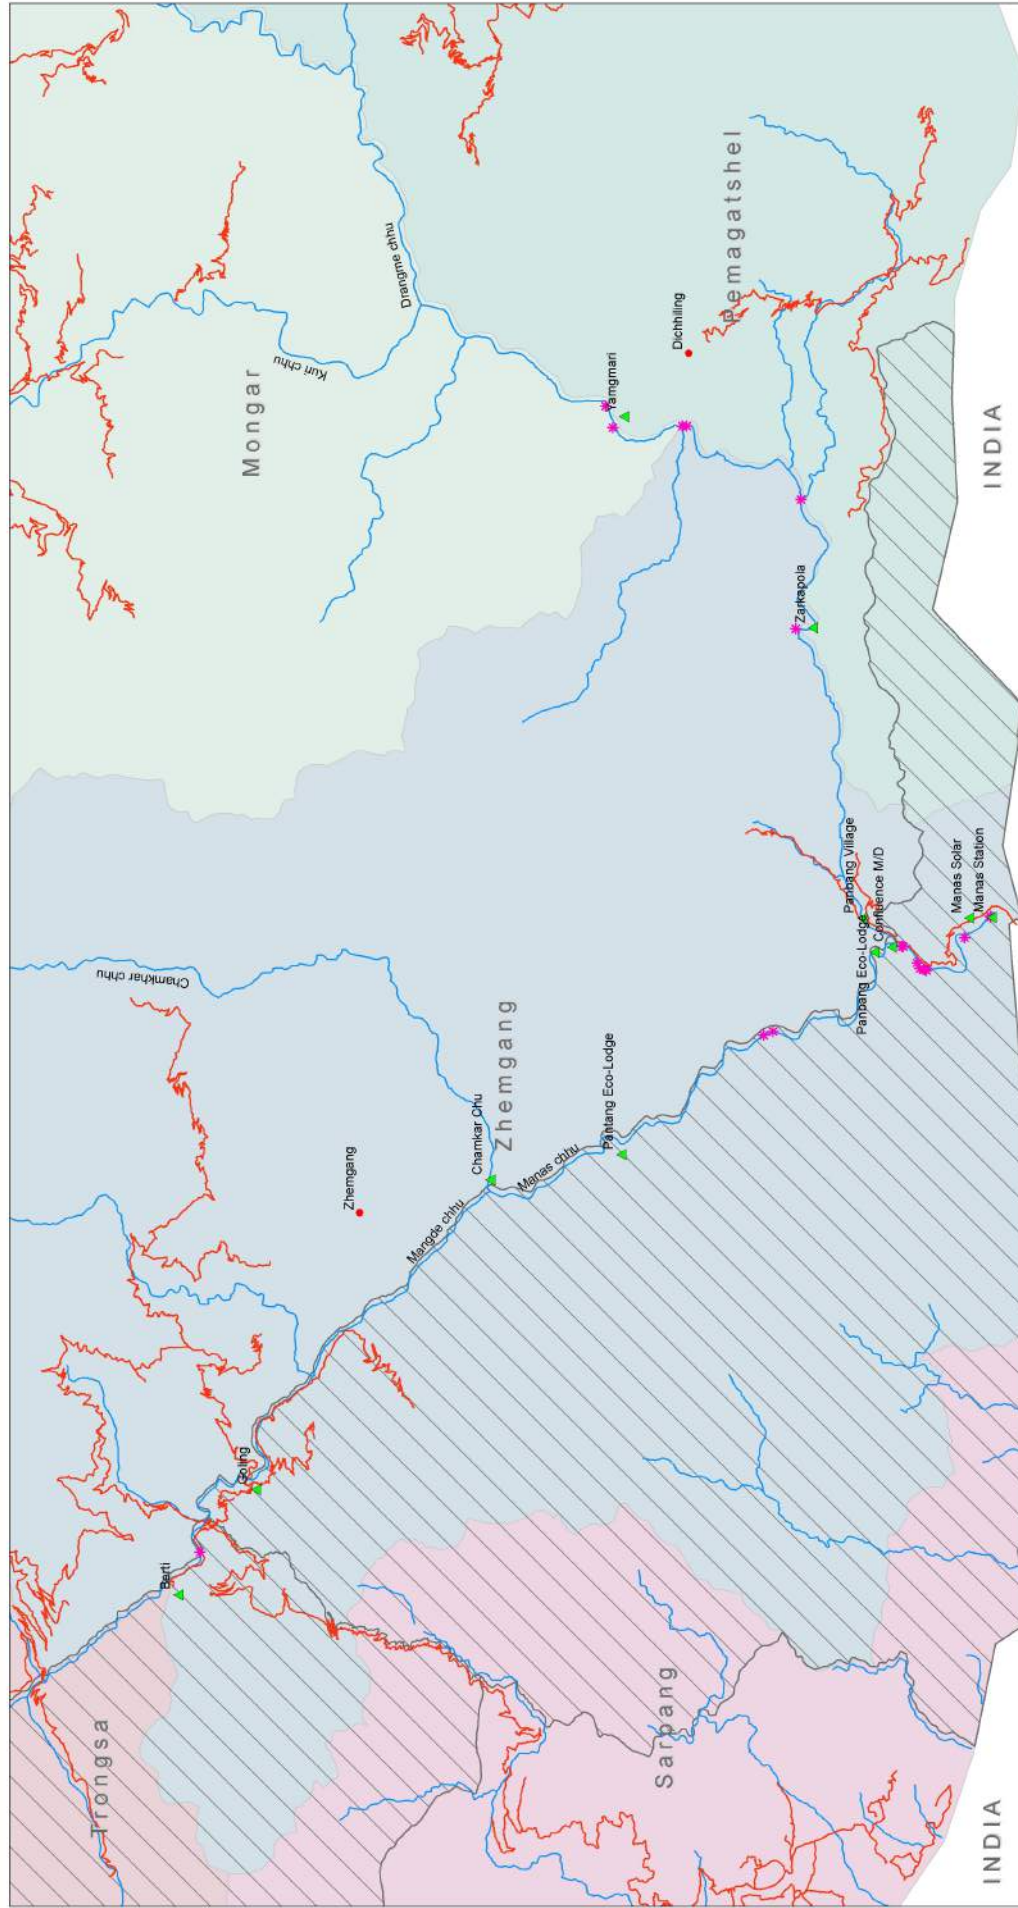 Trongsa
Berti
Goling
Zhemgang
Chamkhar chhu
Mongar
Kuri chhu
Drangme chhu
Mangde chhu
Chamkar Chu
Zhemgang
Manas chhu
Pantang Eco-Lodge
Yamgmari
Dichhiling
Pemagatshel
Sarpang
Zarkapola
Panbang Village
Panbang Eco-Lodge
Confluence M/D
Manas Solar
Manas Station
INDIA
INDIA